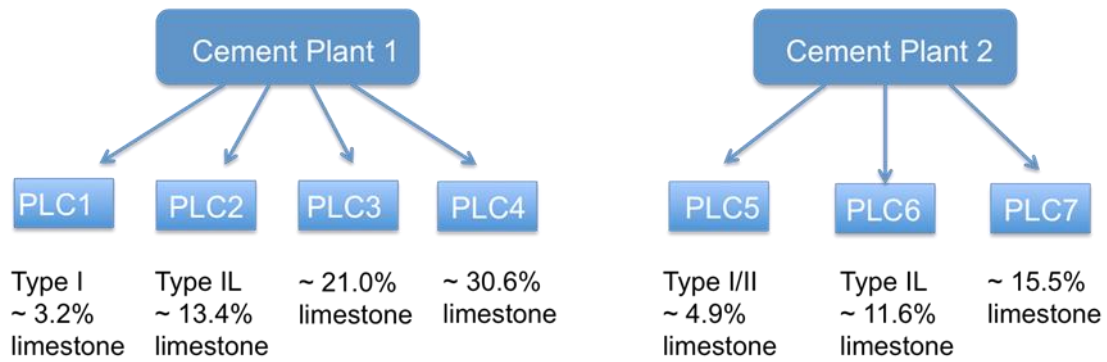 Cement Plant 1
Cement Plant 2
PLC1
PLC2
PLC3
PLC4
PLC5
PLC6
PLC7
Type I
~ 3.2%
limestone
Type IL
~ 13.4%
limestone
~ 21.0%
limestone
~ 30.6%
limestone
Type I/II
~ 4.9%
limestone
Type IL
~ 11.6%
limestone
~ 15.5%
limestone